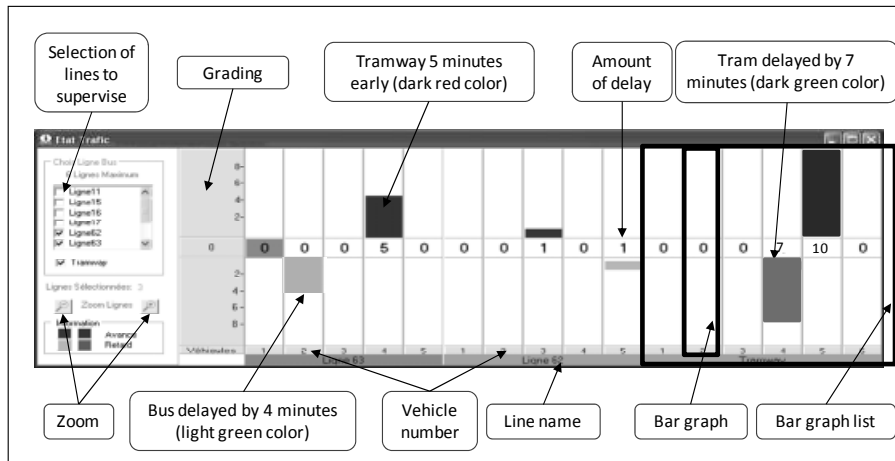 Selection of
lines to
supervise
Grading
Tramway 5 minutes
early (dark red color)
Amount
of delay
Tram delayed by 7
minutes (dark green color)
Etat Trafic
Choix Ligne Bus
6 Lignes Maximum
Ligne11
Ligne15
Ligne16
Ligne17
Ligne62
Ligne63
Tramway
Lignes Sélectionnées: 3
Zoom Lignes
Information
Avance
Retard
8-
6-
4-
2-
0 0 0 0 5 0 0 0 1 0 1 0 0 0 7 10 0
2-
4-
6-
8-
Véhicules 1 2 3 4 5 1 2 3 4 5 1 2 3 4 5 6
Ligne 63 Ligne 62 Tramway
Zoom
Bus delayed by 4 minutes
(light green color)
Vehicle
number
Line name
Bar graph
Bar graph list